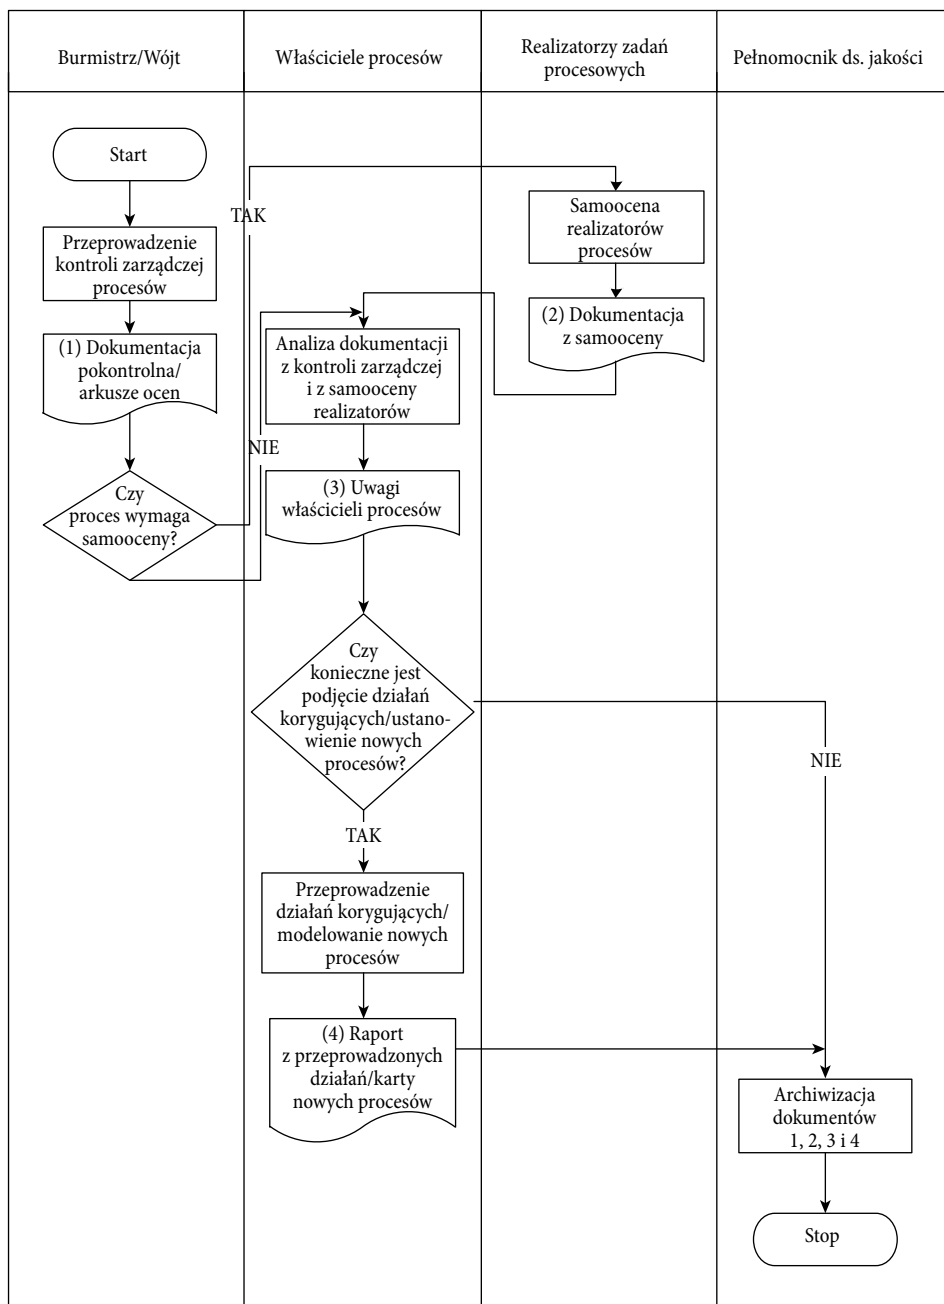 Burmistrz/Wójt
Właściciele procesów
Realizatorzy zadań
procesowych
Pełnomocnik ds. jakości
Start
Przeprowadzenie
kontroli zarządczej
procesów
(1) Dokumentacja
pokontrolna/
arkusze ocen
Czy
proces wymaga
samooceny?
TAK
NIE
Samoocena
realizatorów
procesów
(2) Dokumentacja
z samooceny
Analiza dokumentacji
z kontroli zarządczej
i z samooceny
realizatorów
(3) Uwagi
właścicieli procesów
Czy
konieczne jest
podjęcie działań
korygujących/ustano-
wienie nowych
procesów?
NIE
TAK
Przeprowadzenie
działań korygujących/
modelowanie nowych
procesów
(4) Raport
z przeprowadzonych
działań/karty
nowych procesów
Archiwizacja
dokumentów
1, 2, 3 i 4
Stop